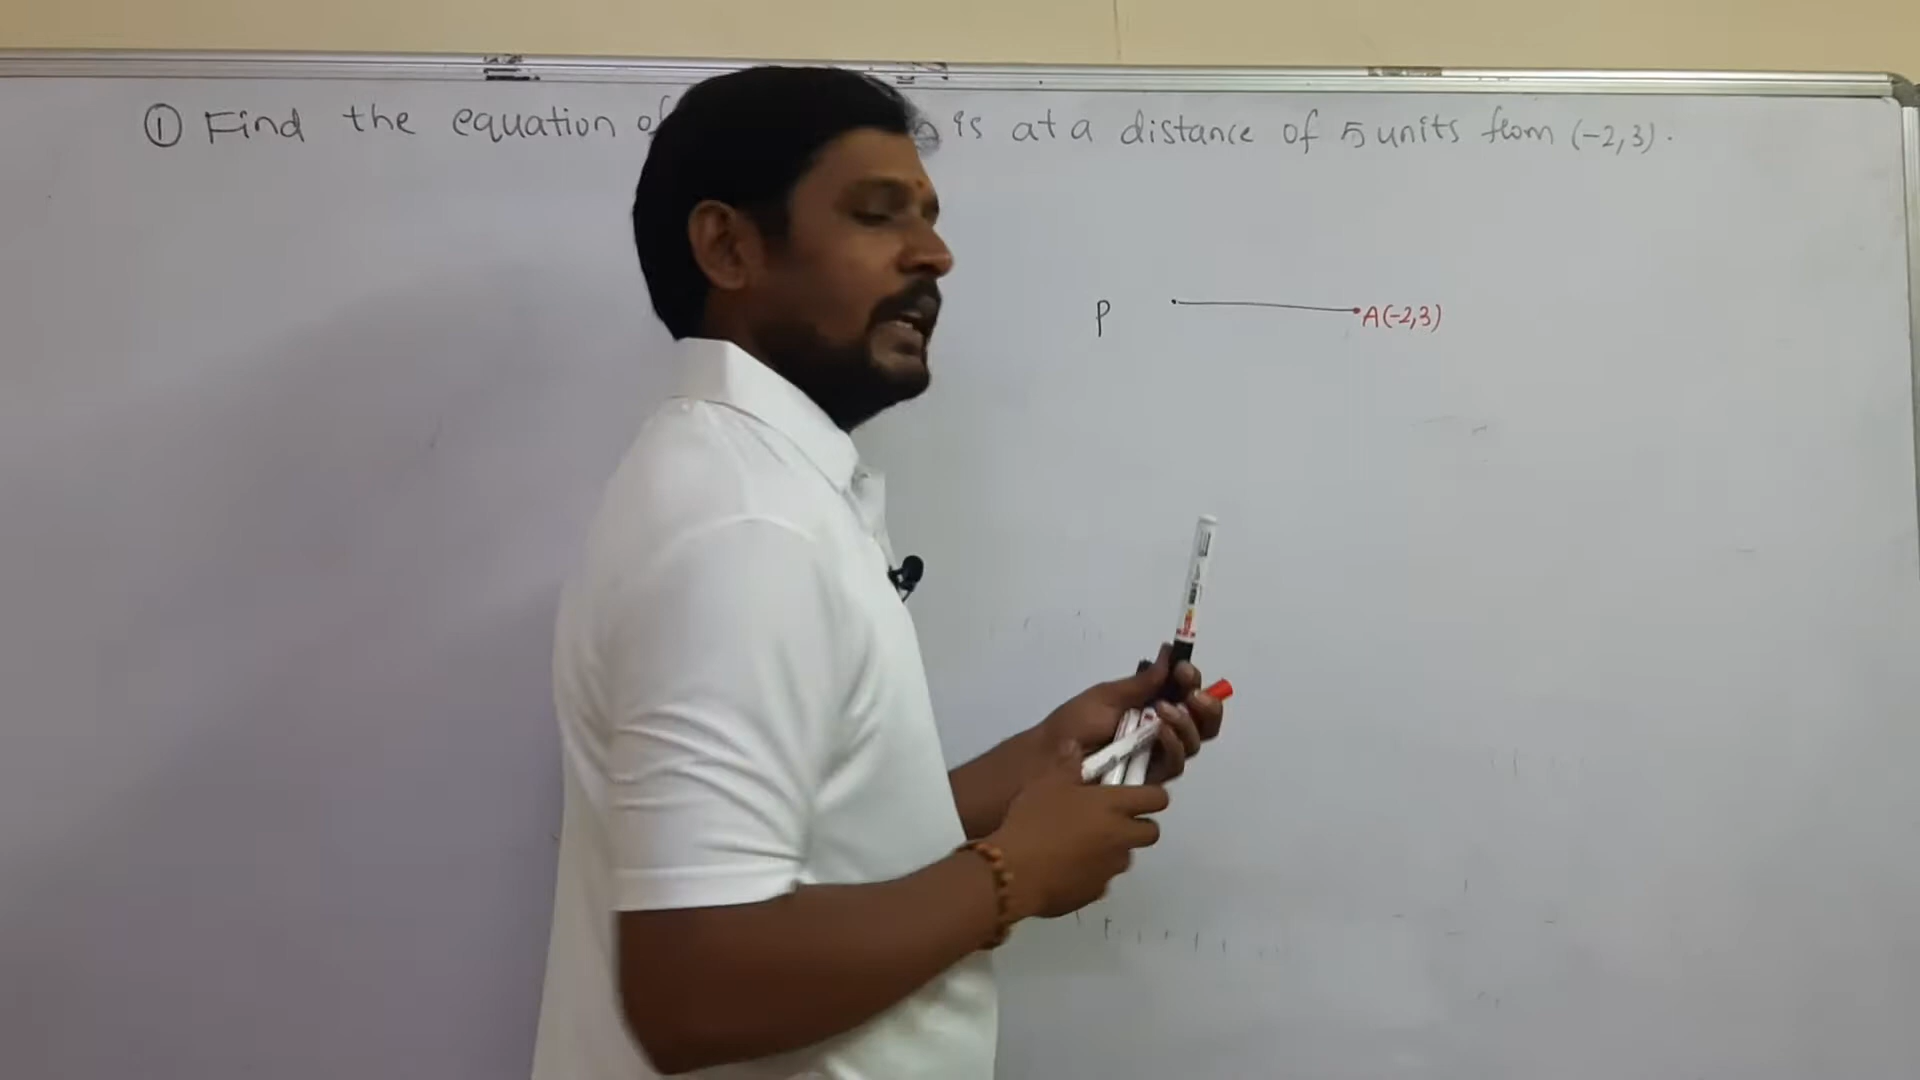 ① Find the equation of is at a distance of 5 units from (-2,3).
P A(-2,3)